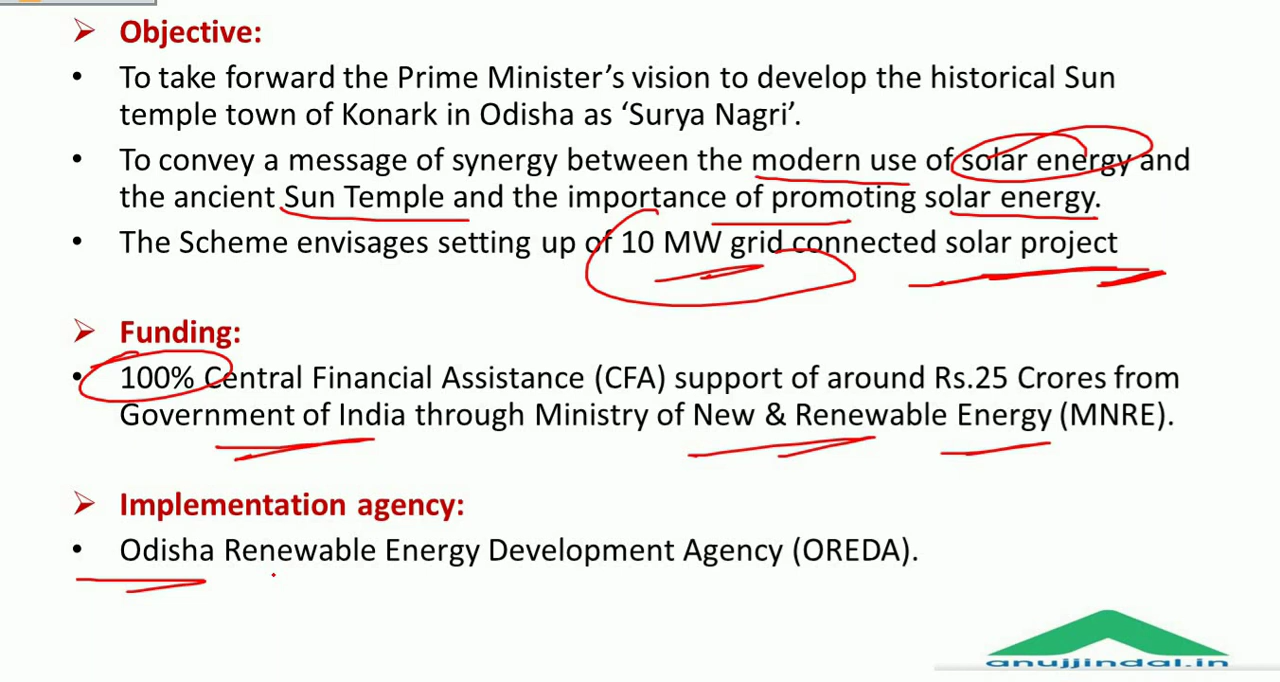 ➢ Objective:
• To take forward the Prime Minister’s vision to develop the historical Sun
temple town of Konark in Odisha as ‘Surya Nagri’.
• To convey a message of synergy between the modern use of solar energy and
the ancient Sun Temple and the importance of promoting solar energy.
• The Scheme envisages setting up of 10 MW grid connected solar project
➢ Funding:
• 100% Central Financial Assistance (CFA) support of around Rs.25 Crores from
Government of India through Ministry of New & Renewable Energy (MNRE).
➢ Implementation agency:
• Odisha Renewable Energy Development Agency (OREDA).
anujjindal.in